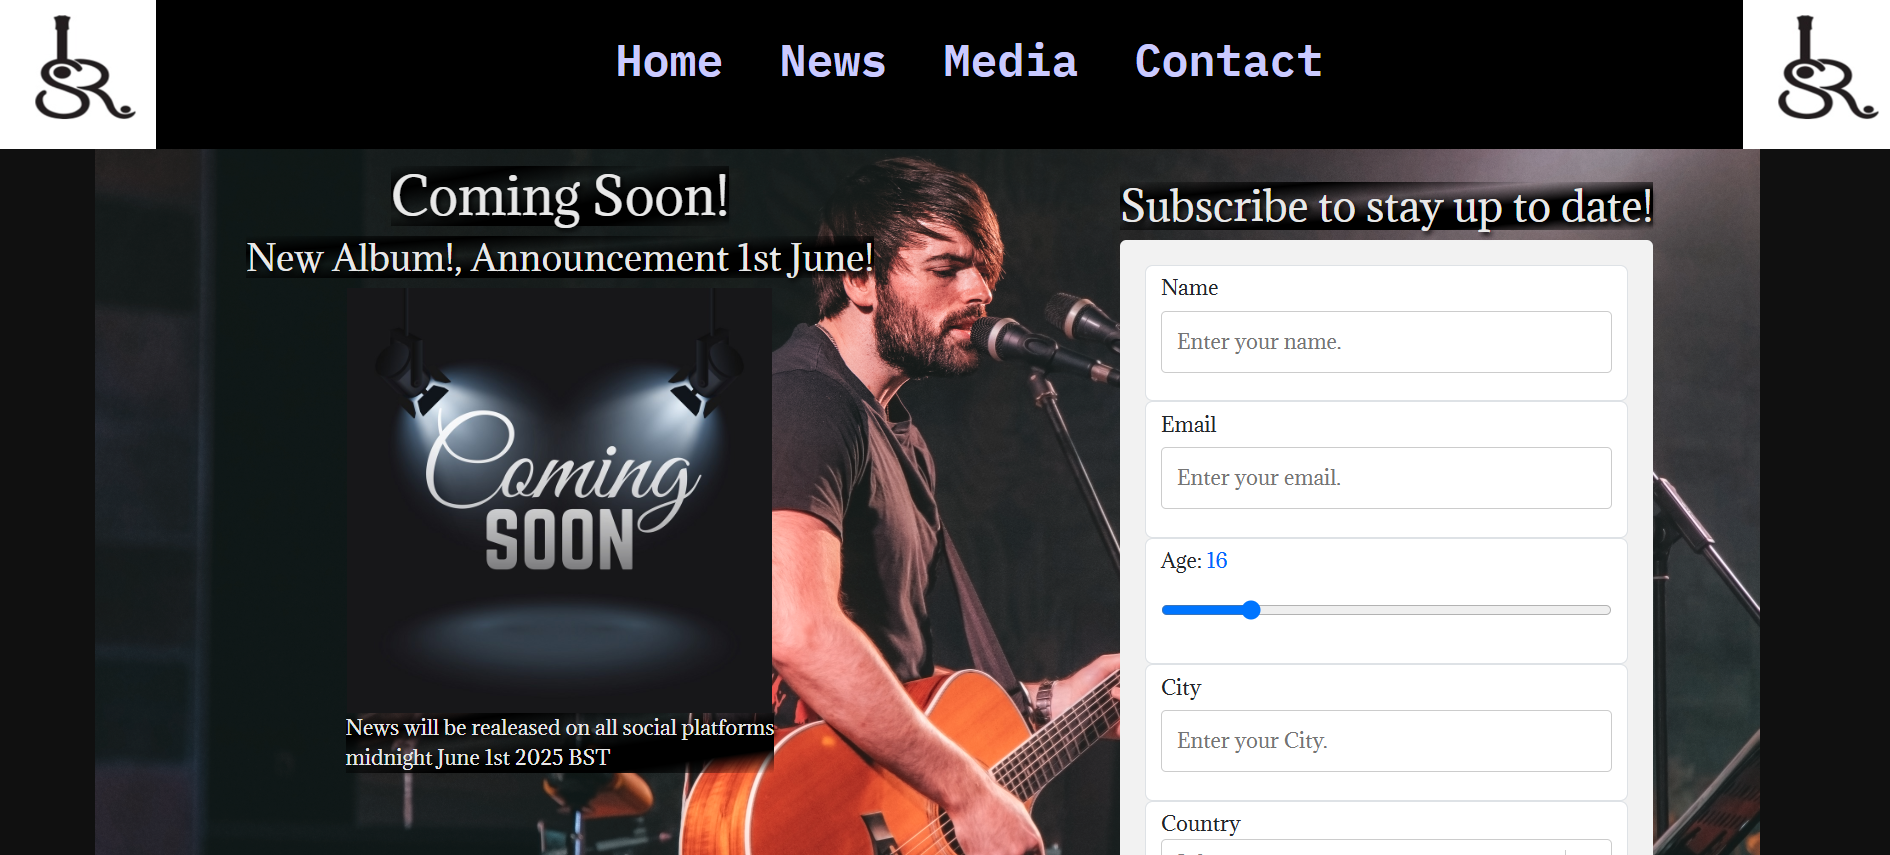 SR.
Home News Media Contact
SR.
Coming Soon!
New Album!, Announcement 1st June!
Coming
SOON
News will be realeased on all social platforms
midnight June 1st 2025 BST
Subscribe to stay up to date!
Name
Enter your name.
Email
Enter your email.
Age: 16
City
Enter your City.
Country